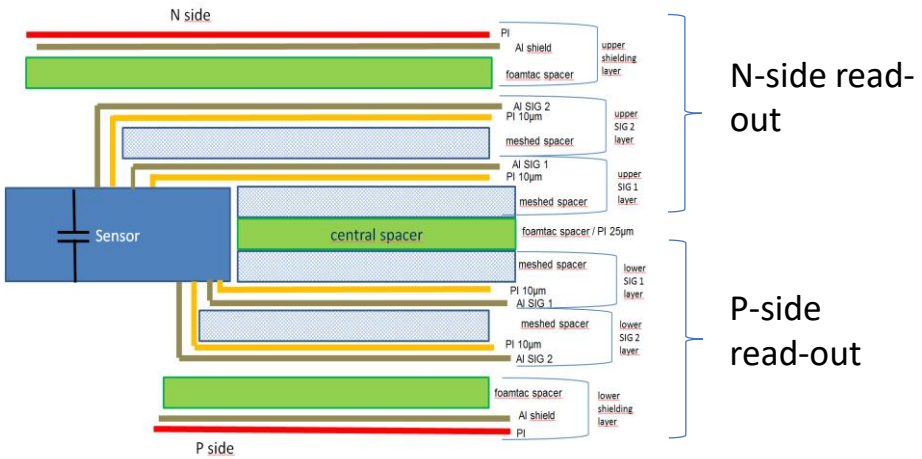 N side
PI
Al shield
foamtac spacer
upper
shielding
layer
N-side read-
out
Al SIG 2
PI 10µm
meshed spacer
upper
SIG 2
layer
Al SIG 1
PI 10µm
meshed spacer
upper
SIG 1
layer
Sensor
central spacer
foamtac spacer / PI 25µm
meshed spacer
PI 10µm
Al SIG 1
lower
SIG 1
layer
meshed spacer
PI 10µm
Al SIG 2
lower
SIG 2
layer
P-side
read-out
foamtac spacer
Al shield
PI
lower
shielding
layer
P side